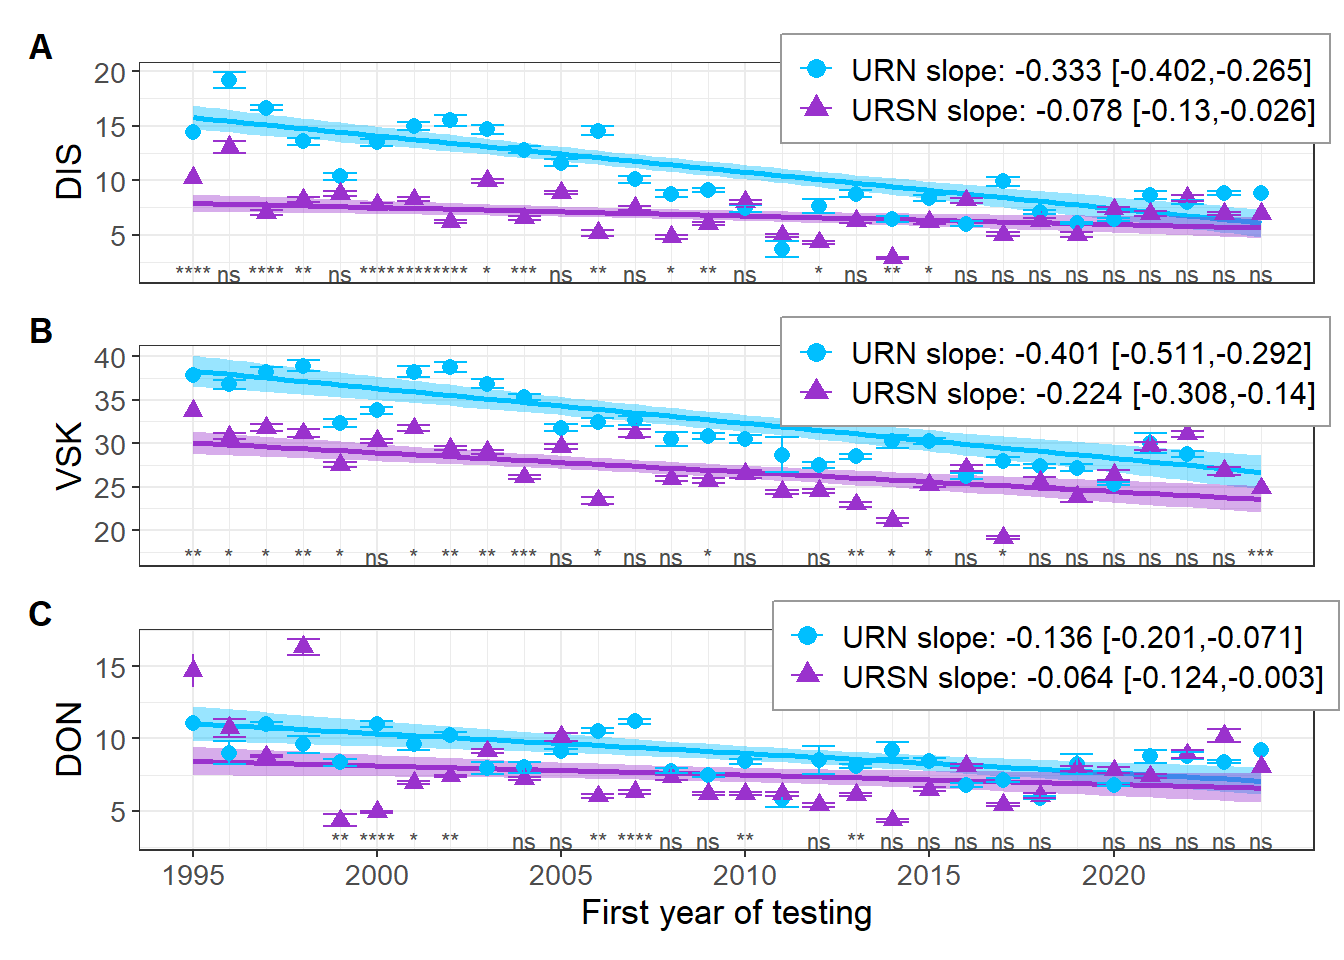 A
URN slope: -0.333 [-0.402,-0.265]
URSN slope: -0.078 [-0.13,-0.026]
DIS
20
15
10
5
**** ns **** ** ns **** **** **** * *** ns ** ns * ** ns * ns ** * ns ns ns ns ns ns ns ns ns
B
URN slope: -0.401 [-0.511,-0.292]
URSN slope: -0.224 [-0.308,-0.14]
VSK
40
35
30
25
20
** * * ** * ns * ** ** *** ns * ns ns * ns ns ** * * ns * ns ns ns ns ns ns ***
C
URN slope: -0.136 [-0.201,-0.071]
URSN slope: -0.064 [-0.124,-0.003]
DON
15
10
5
** **** * ** ns ns ** **** ns ns ** ns ** ns ns ns ns ns ns ns ns ns ns
1995 2000 2005 2010 2015 2020
First year of testing